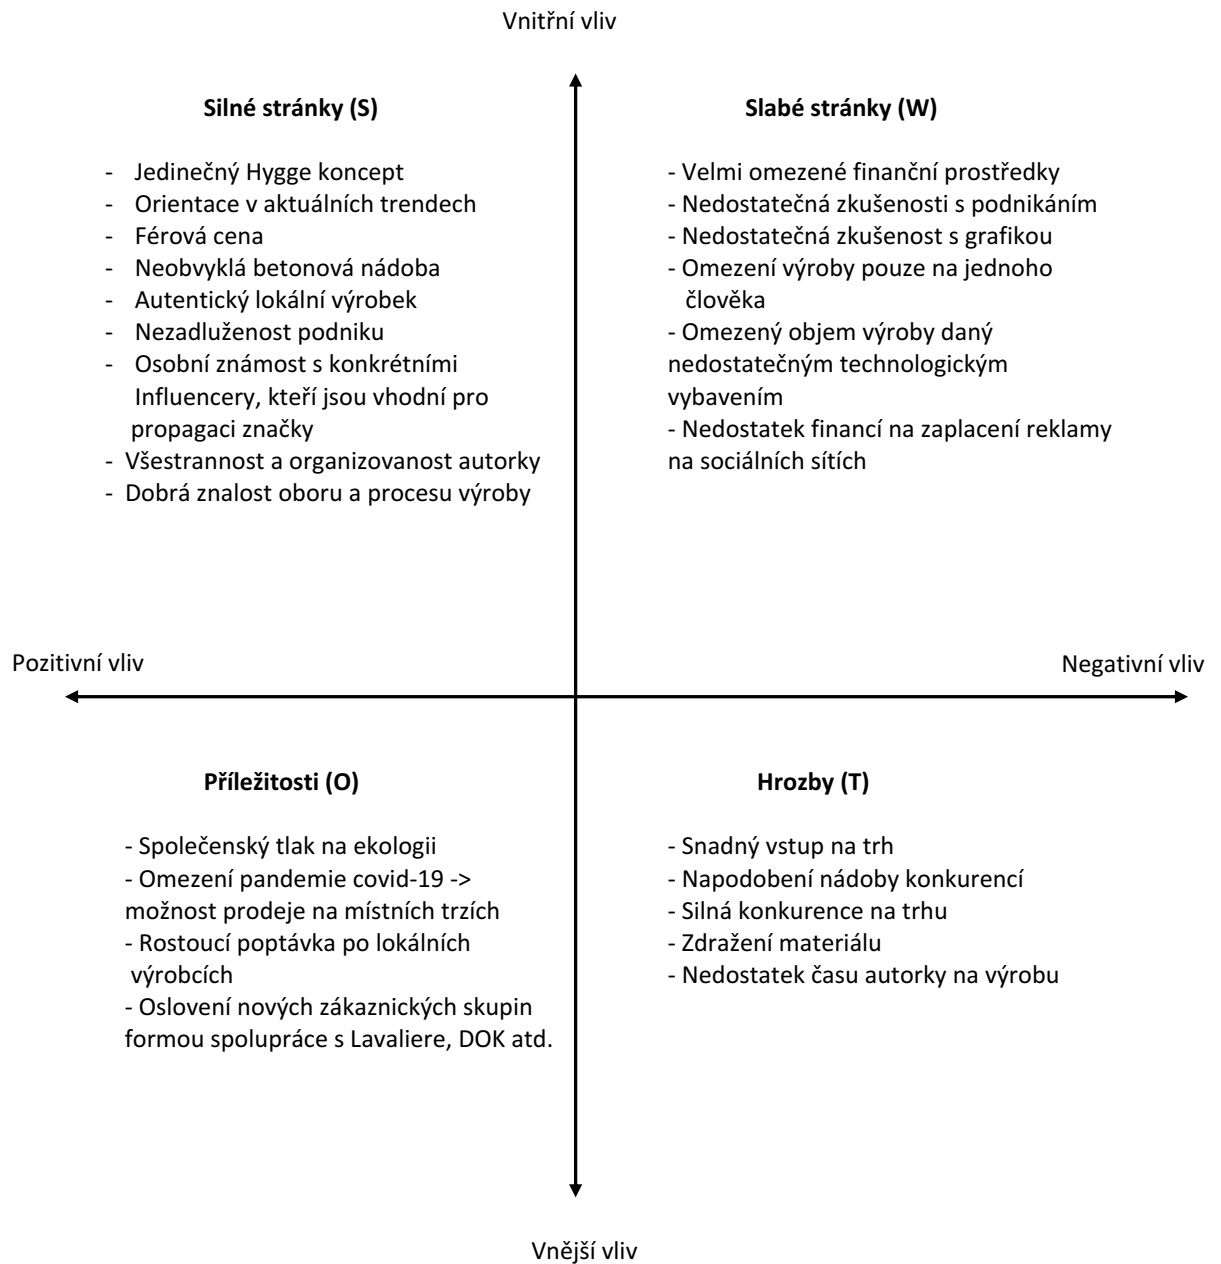 Vnitřní vliv
Silné stránky (S)
- Jedinečný Hygge koncept
- Orientace v aktuálních trendech
- Férová cena
- Neobvyklá betonová nádoba
- Autentický lokální výrobek
- Nezadluženost podniku
- Osobní známost s konkrétními
Influencery, kteří jsou vhodní pro
propagaci značky
- Všestrannost a organizovanost autorky
- Dobrá znalost oboru a procesu výroby
Slabé stránky (W)
- Velmi omezené finanční prostředky
- Nedostatečná zkušenosti s podnikáním
- Nedostatečná zkušenost s grafikou
- Omezení výroby pouze na jednoho
člověka
- Omezený objem výroby daný
nedostatečným technologickým
vybavením
- Nedostatek financí na zaplacení reklamy
na sociálních sítích
Pozitivní vliv
Negativní vliv
Příležitosti (O)
- Společenský tlak na ekologii
- Omezení pandemie covid-19 ->
možnost prodeje na místních trzích
- Rostoucí poptávka po lokálních
výrobcích
- Oslovení nových zákaznických skupin
formou spolupráce s Lavaliere, DOK atd.
Hrozby (T)
- Snadný vstup na trh
- Napodobení nádoby konkurencí
- Silná konkurence na trhu
- Zdražení materiálu
- Nedostatek času autorky na výrobu
Vnější vliv